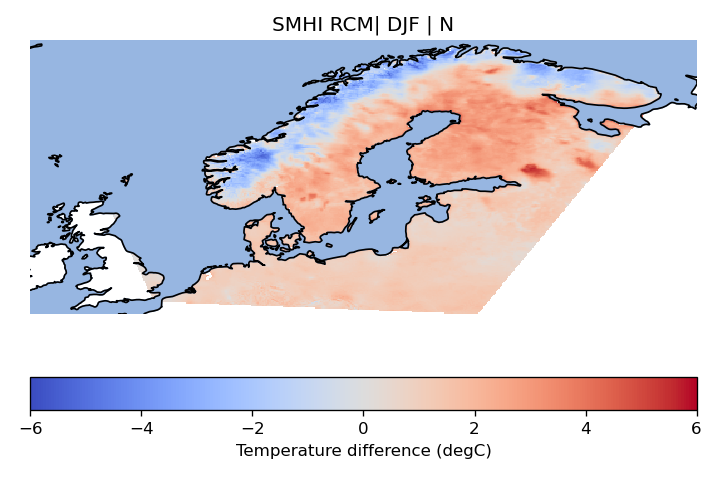 SMHI RCM| DJF | N
−6 −4 −2 0 2 4 6
Temperature difference (degC)